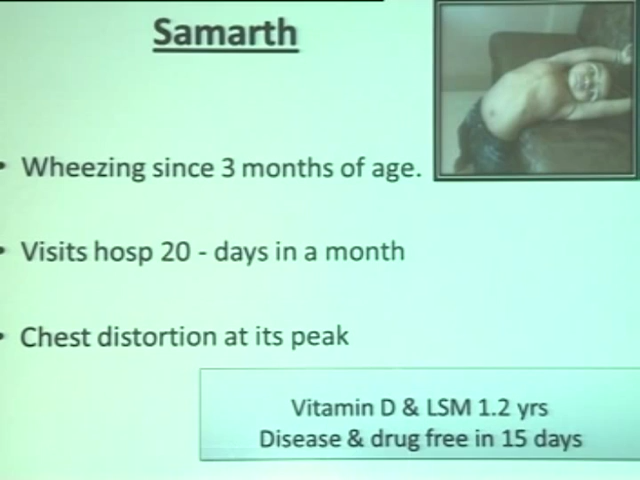 Samarth
• Wheezing since 3 months of age.
• Visits hosp 20 - days in a month
• Chest distortion at its peak
Vitamin D & LSM 1.2 yrs
Disease & drug free in 15 days